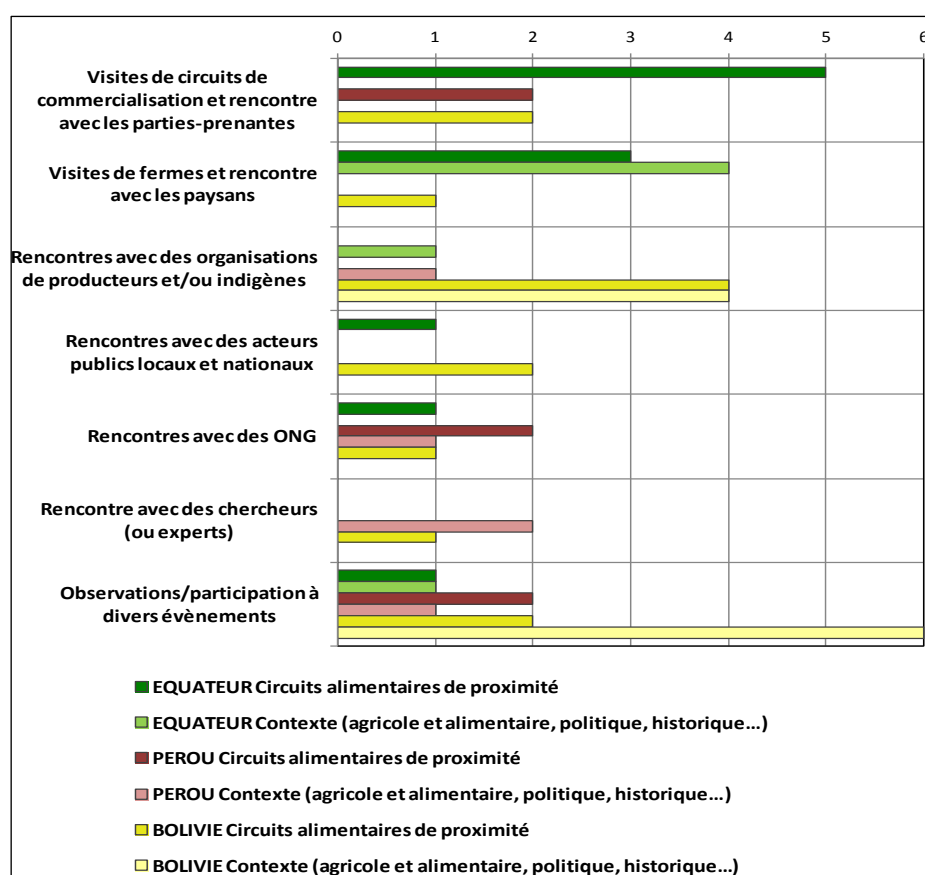 0 1 2 3 4 5 6
Visites de circuits de
commercialisation et rencontre
avec les parties-prenantes
Visites de fermes et rencontre
avec les paysans
Rencontres avec des organisations
de producteurs et/ou indigènes
Rencontres avec des acteurs
publics locaux et nationaux
Rencontres avec des ONG
Rencontre avec des chercheurs
(ou experts)
Observations/participation à
divers évènements
EQUATEUR Circuits alimentaires de proximité
EQUATEUR Contexte (agricole et alimentaire, politique, historique...)
PEROU Circuits alimentaires de proximité
PEROU Contexte (agricole et alimentaire, politique, historique...)
BOLIVIE Circuits alimentaires de proximité
BOLIVIE Contexte (agricole et alimentaire, politique, historique...)